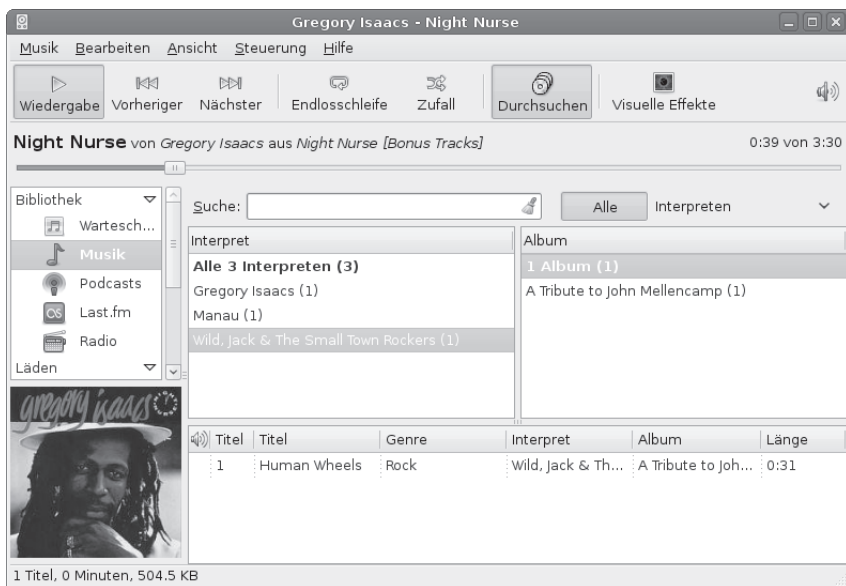 Gregory Isaacs - Night Nurse
Musik Bearbeiten Ansicht Steuerung Hilfe
Wiedergabe Vorheriger Nächster Endlosschleife Zufall Durchsuchen Visuelle Effekte
Night Nurse von Gregory Isaacs aus Night Nurse [Bonus Tracks] 0:39 von 3:30
Bibliothek
Wartesch...
Musik
Podcasts
Last.fm
Radio
Läden
Suche: Alle Interpreten
Interpret
Alle 3 Interpreten (3)
Gregory Isaacs (1)
Manau (1)
Wild, Jack & The Small Town Rockers (1)
Album
1 Album (1)
A Tribute to John Mellencamp (1)
gregory isaacs
Titel Titel Genre Interpret Album Länge
1 Human Wheels Rock Wild, Jack & Th... A Tribute to Joh... 0:31
1 Titel, 0 Minuten, 504.5 KB